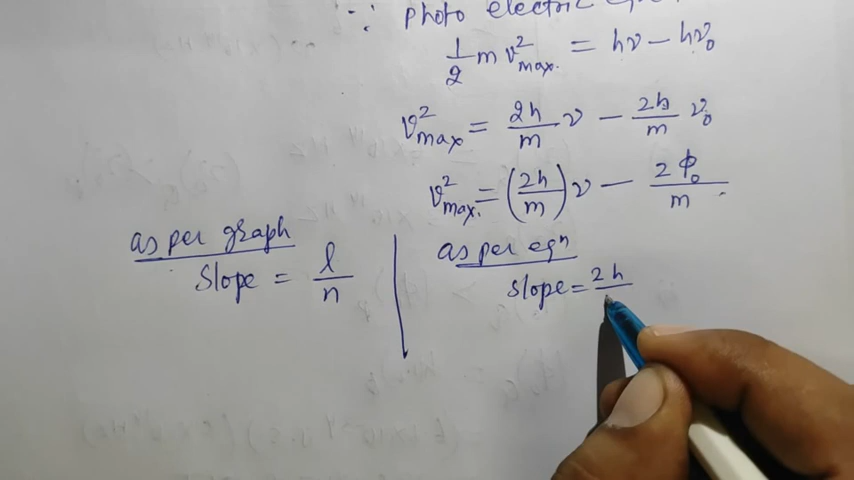 ∵ photo electric
1/2 m v²max. = hν − hν₀
v²max = 2h/m ν − 2h/m ν₀
v²max. = (2h/m) ν − 2ϕ₀/m
as per graph
Slope = l/n
as per eqⁿ
Slope = 2h